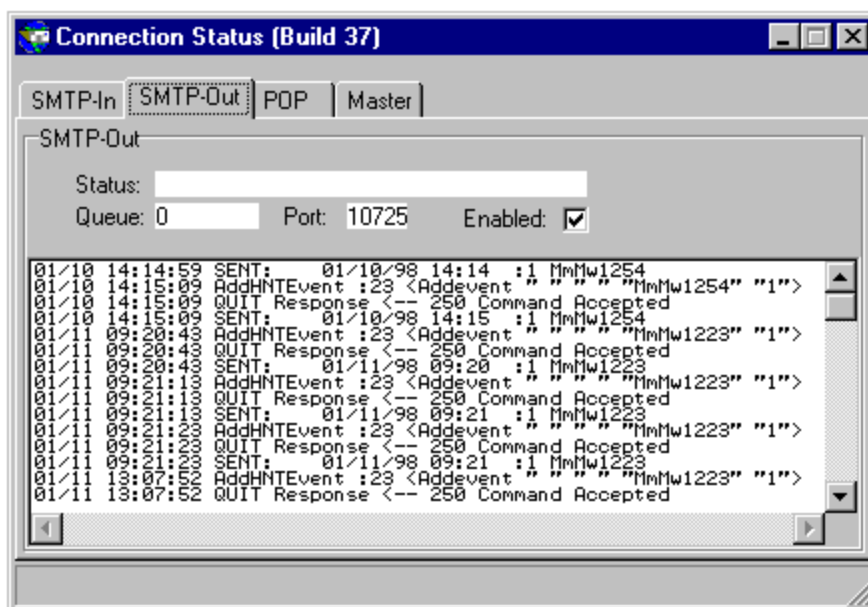 Connection Status (Build 37)
SMTP-In SMTP-Out POP Master
SMTP-Out
Status:
Queue: 0 Port: 10725 Enabled:
01/10 14:14:59 SENT: 01/10/98 14:14 :1 MmMw1254
01/10 14:15:09 AddHNTEvent :23 <Addevent " " " " "MmMw1254" "1">
01/10 14:15:09 QUIT Response <-- 250 Command Accepted
01/10 14:15:09 SENT: 01/10/98 14:15 :1 MmMw1254
01/11 09:20:43 AddHNTEvent :23 <Addevent " " " " "MmMw1223" "1">
01/11 09:20:43 QUIT Response <-- 250 Command Accepted
01/11 09:20:43 SENT: 01/11/98 09:20 :1 MmMw1223
01/11 09:21:13 AddHNTEvent :23 <Addevent " " " " "MmMw1223" "1">
01/11 09:21:13 QUIT Response <-- 250 Command Accepted
01/11 09:21:13 SENT: 01/11/98 09:21 :1 MmMw1223
01/11 09:21:23 AddHNTEvent :23 <Addevent " " " " "MmMw1223" "1">
01/11 09:21:23 QUIT Response <-- 250 Command Accepted
01/11 09:21:23 SENT: 01/11/98 09:21 :1 MmMw1223
01/11 13:07:52 AddHNTEvent :23 <Addevent " " " " "MmMw1223" "1">
01/11 13:07:52 QUIT Response <-- 250 Command Accepted